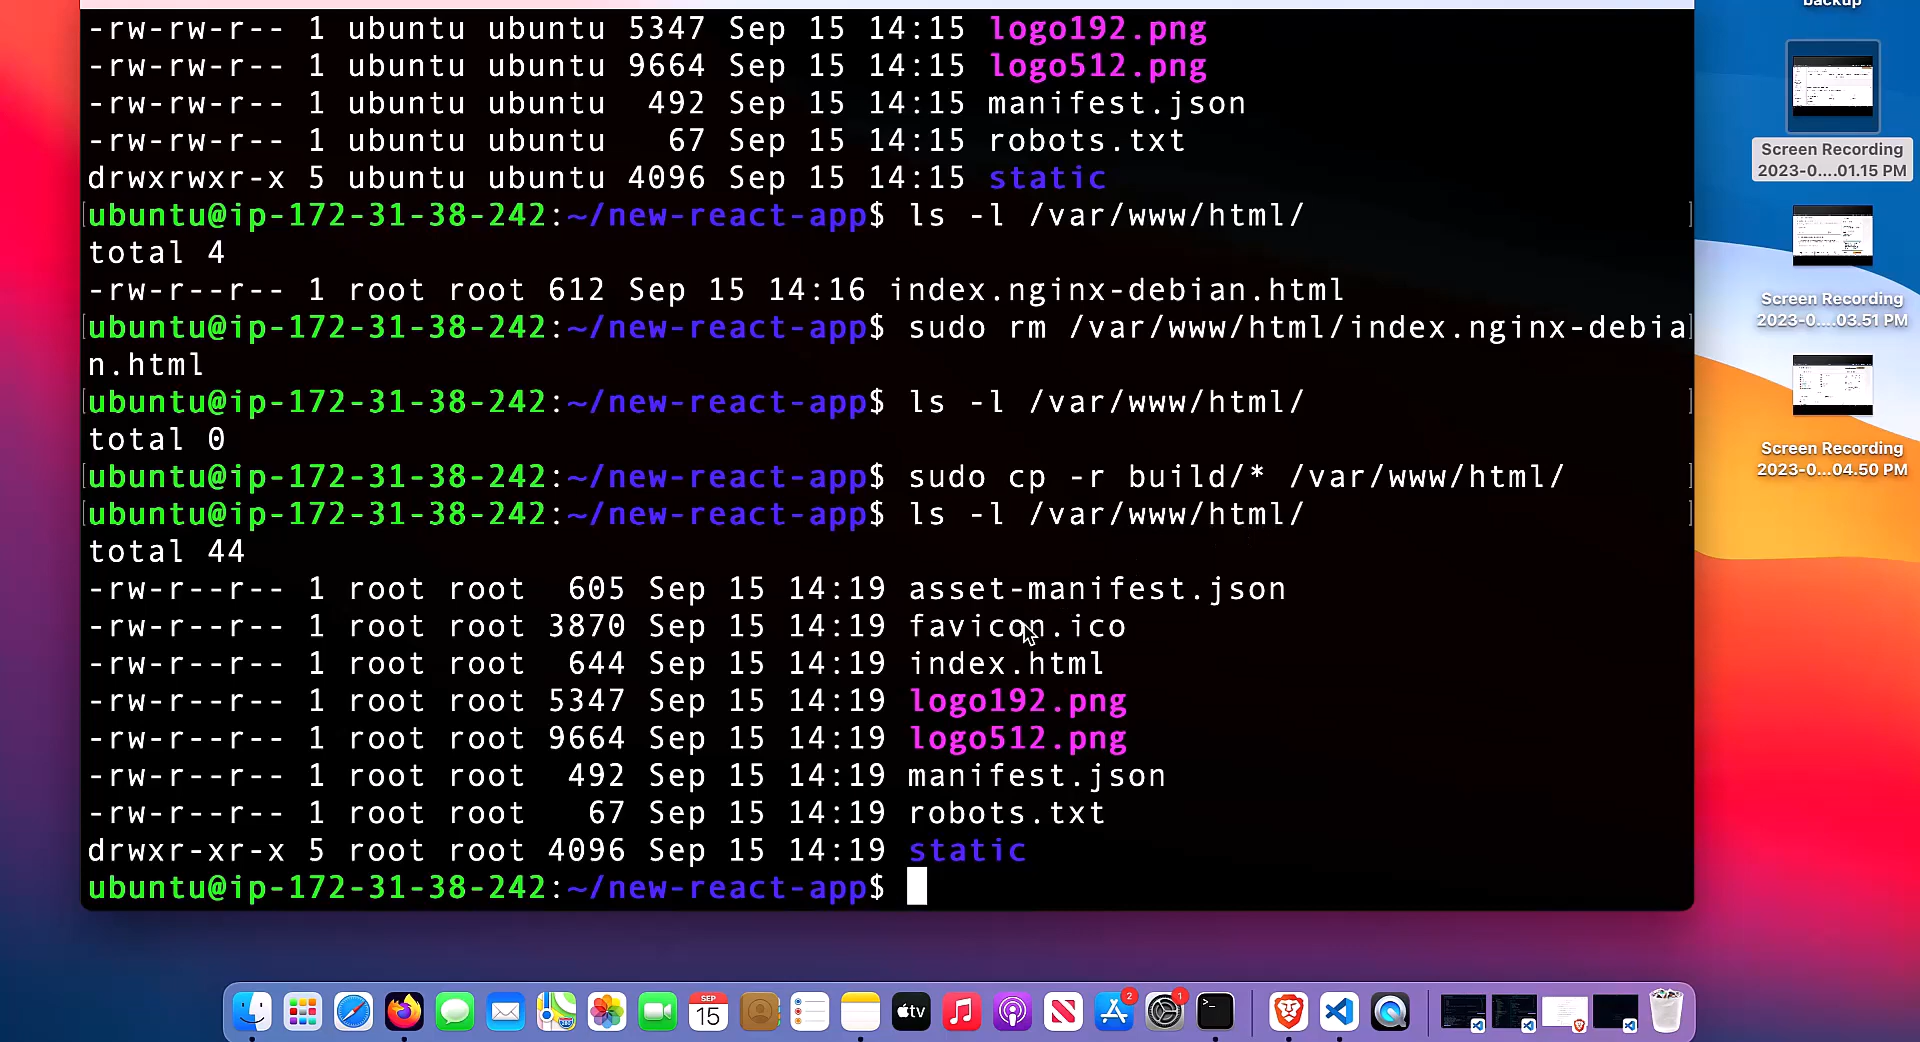 backup
-rw-rw-r-- 1 ubuntu ubuntu 5347 Sep 15 14:15 logo192.png
-rw-rw-r-- 1 ubuntu ubuntu 9664 Sep 15 14:15 logo512.png
-rw-rw-r-- 1 ubuntu ubuntu  492 Sep 15 14:15 manifest.json
-rw-rw-r-- 1 ubuntu ubuntu   67 Sep 15 14:15 robots.txt
drwxrwxr-x 5 ubuntu ubuntu 4096 Sep 15 14:15 static
[ubuntu@ip-172-31-38-242:~/new-react-app$ ls -l /var/www/html/ ]
total 4
-rw-r--r-- 1 root root 612 Sep 15 14:16 index.nginx-debian.html
[ubuntu@ip-172-31-38-242:~/new-react-app$ sudo rm /var/www/html/index.nginx-debia]
n.html
[ubuntu@ip-172-31-38-242:~/new-react-app$ ls -l /var/www/html/ ]
total 0
[ubuntu@ip-172-31-38-242:~/new-react-app$ sudo cp -r build/* /var/www/html/ ]
[ubuntu@ip-172-31-38-242:~/new-react-app$ ls -l /var/www/html/ ]
total 44
-rw-r--r-- 1 root root  605 Sep 15 14:19 asset-manifest.json
-rw-r--r-- 1 root root 3870 Sep 15 14:19 favicon.ico
-rw-r--r-- 1 root root  644 Sep 15 14:19 index.html
-rw-r--r-- 1 root root 5347 Sep 15 14:19 logo192.png
-rw-r--r-- 1 root root 9664 Sep 15 14:19 logo512.png
-rw-r--r-- 1 root root  492 Sep 15 14:19 manifest.json
-rw-r--r-- 1 root root   67 Sep 15 14:19 robots.txt
drwxr-xr-x 5 root root 4096 Sep 15 14:19 static
ubuntu@ip-172-31-38-242:~/new-react-app$
Screen Recording
2023-0....01.15 PM
Screen Recording
2023-0....03.51 PM
Screen Recording
2023-0...04.50 PM
SEP
15
tv
2
1
>_